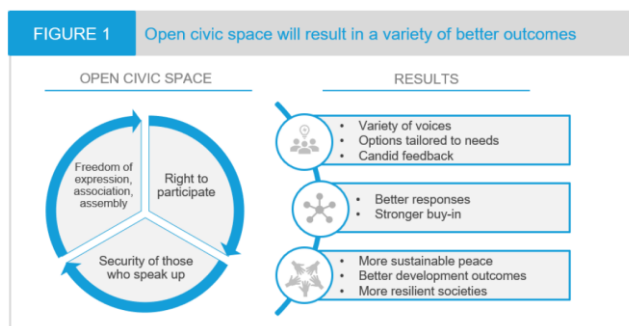 FIGURE 1
Open civic space will result in a variety of better outcomes
OPEN CIVIC SPACE
Freedom of
expression,
association,
assembly
Right to
participate
Security of those
who speak up
RESULTS
• Variety of voices
• Options tailored to needs
• Candid feedback
• Better responses
• Stronger buy-in
• More sustainable peace
• Better development outcomes
• More resilient societies